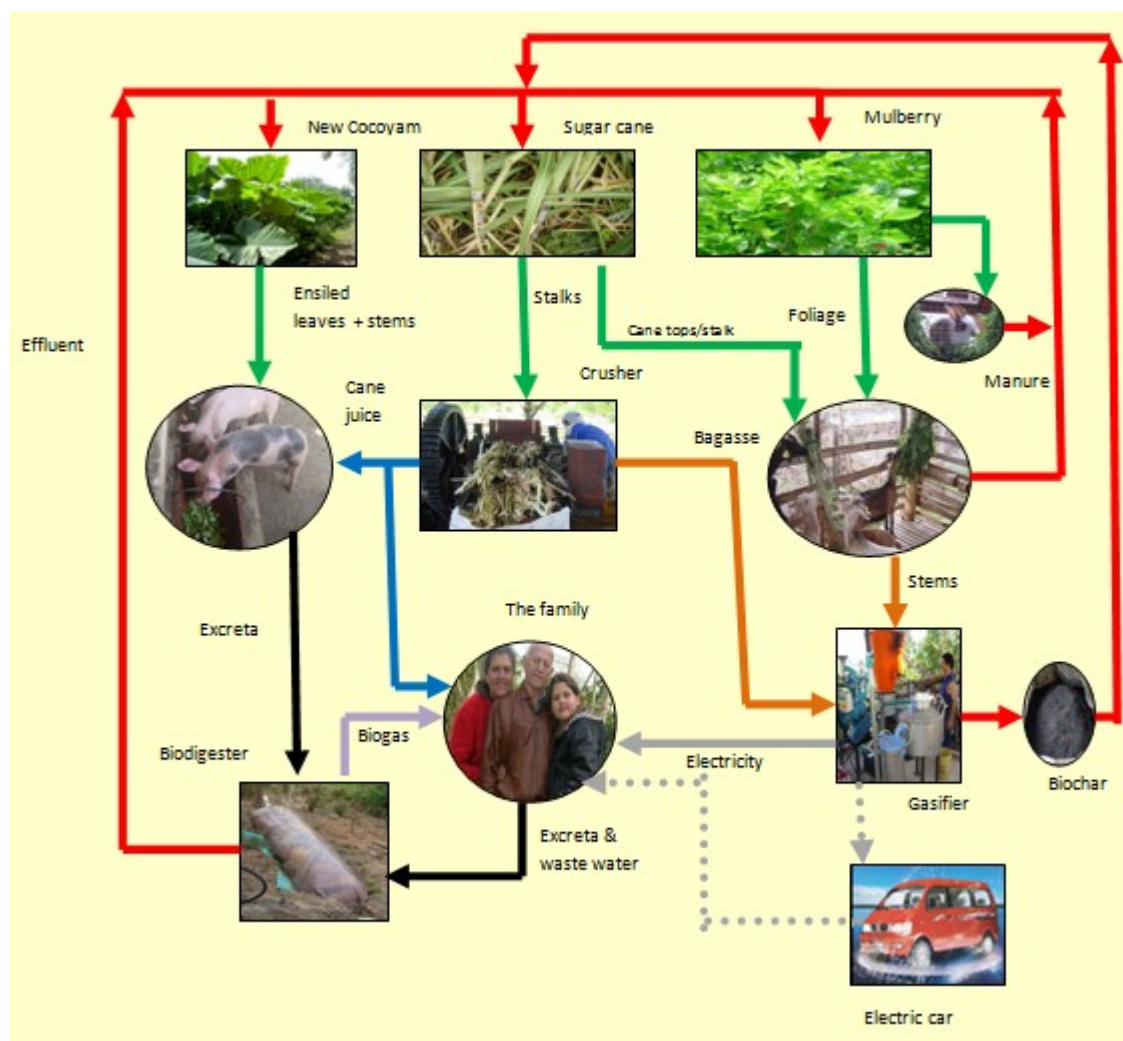 New Cocoyam
Sugar cane
Mulberry
Ensiled
leaves + stems
Stalks
Foliage
Cane tops/stalk
Effluent
Crusher
Manure
Cane
juice
Bagasse
Stems
The family
Excreta
Biogas
Biodigester
Electricity
Biochar
Gasifier
Excreta &
waste water
Electric car